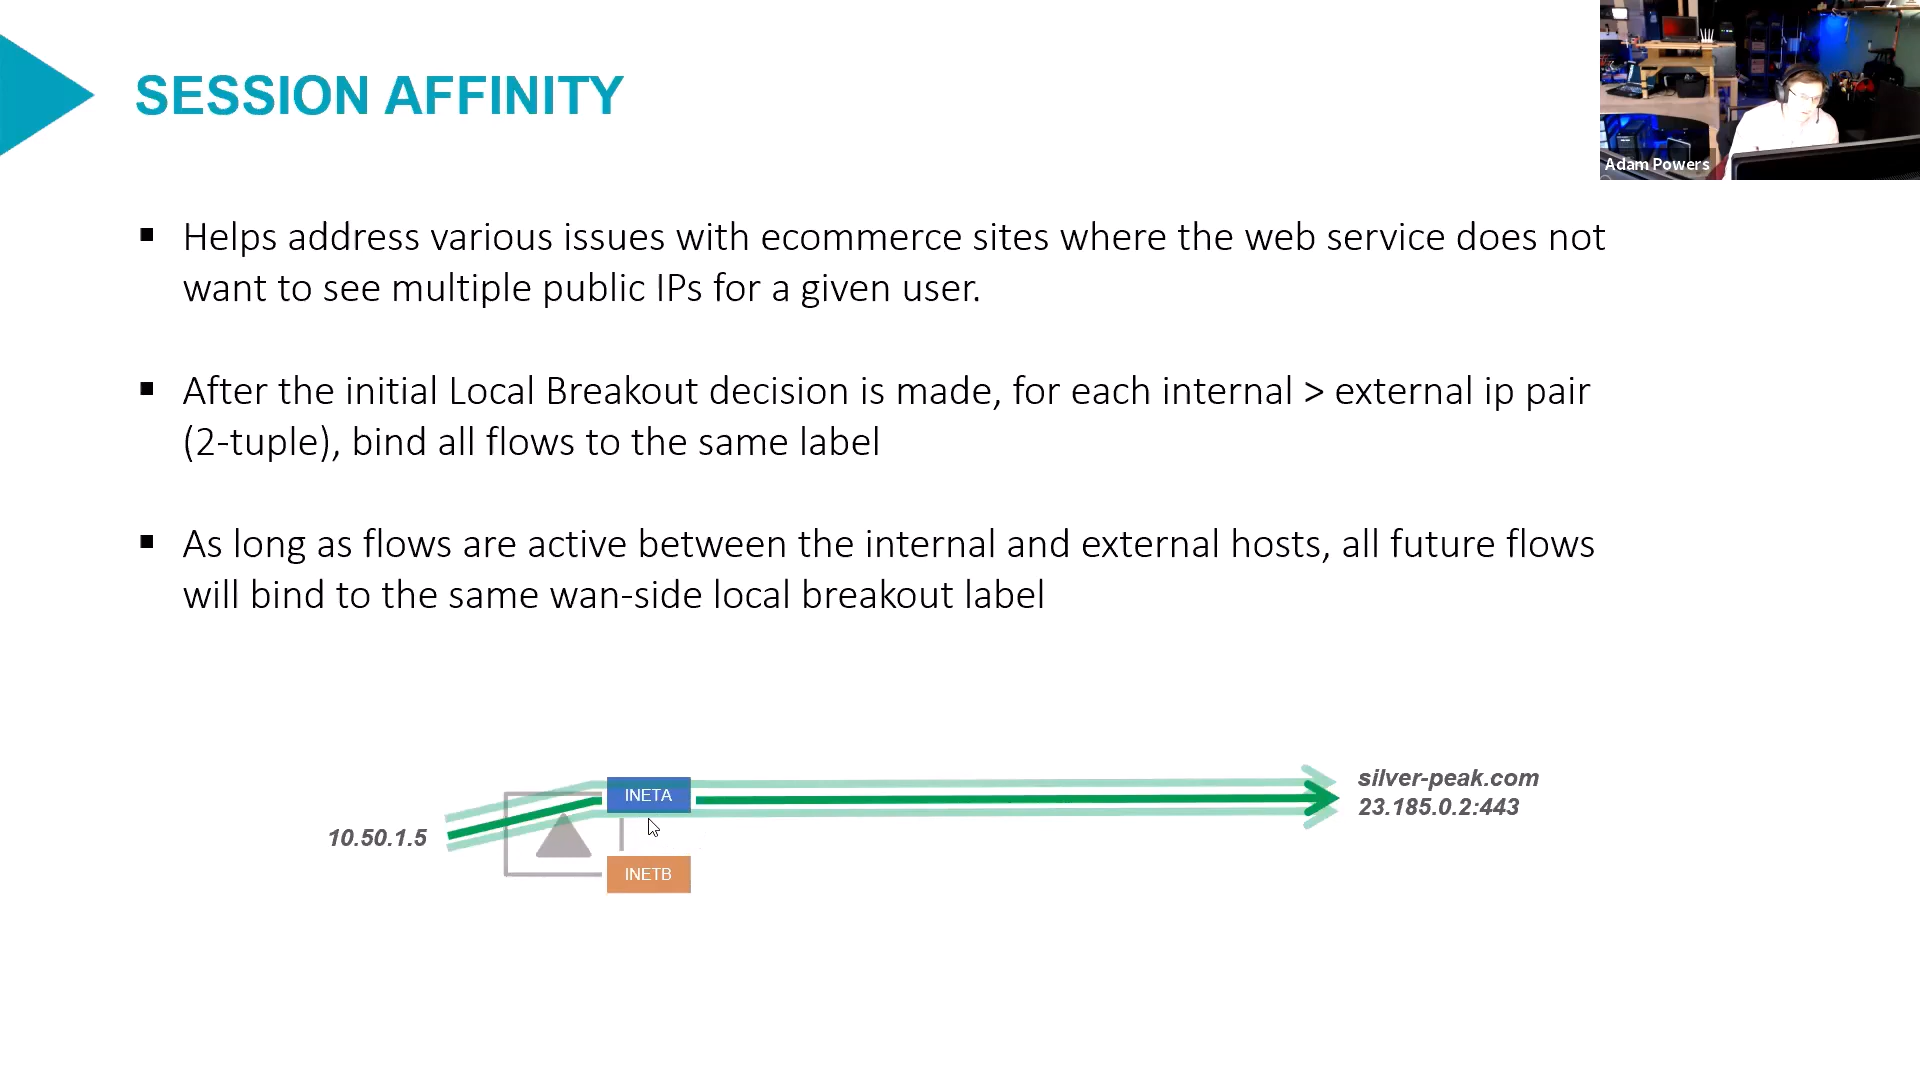 SESSION AFFINITY
Adam Powers
▪ Helps address various issues with ecommerce sites where the web service does not
want to see multiple public IPs for a given user.
▪ After the initial Local Breakout decision is made, for each internal > external ip pair
(2-tuple), bind all flows to the same label
▪ As long as flows are active between the internal and external hosts, all future flows
will bind to the same wan-side local breakout label
INETA
silver-peak.com
23.185.0.2:443
10.50.1.5
INETB